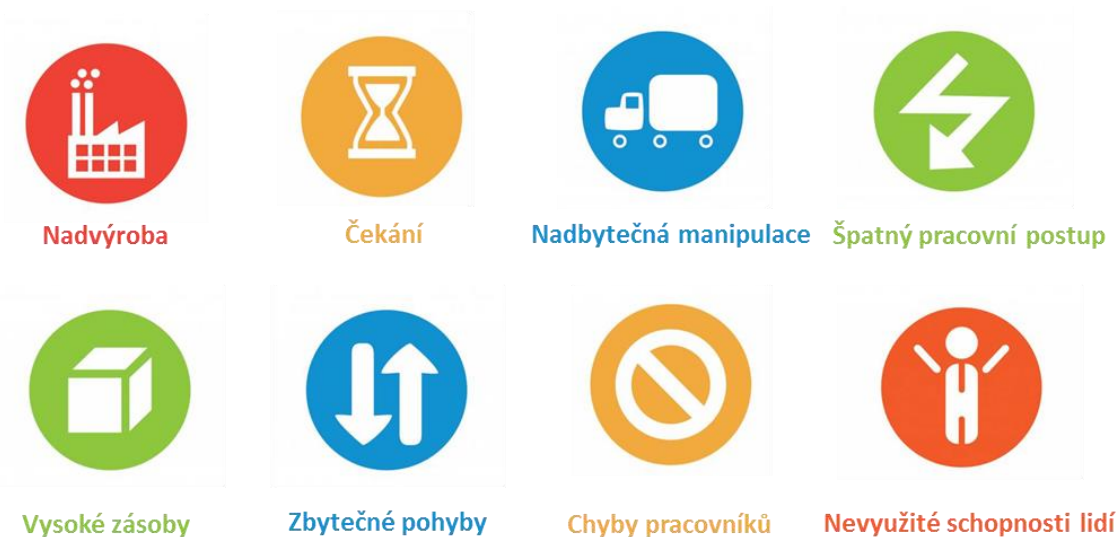 Nadvýroba
Čekání
Nadbytečná manipulace
Špatný pracovní postup
Vysoké zásoby
Zbytečné pohyby
Chyby pracovníků
Nevyužité schopnosti lidí